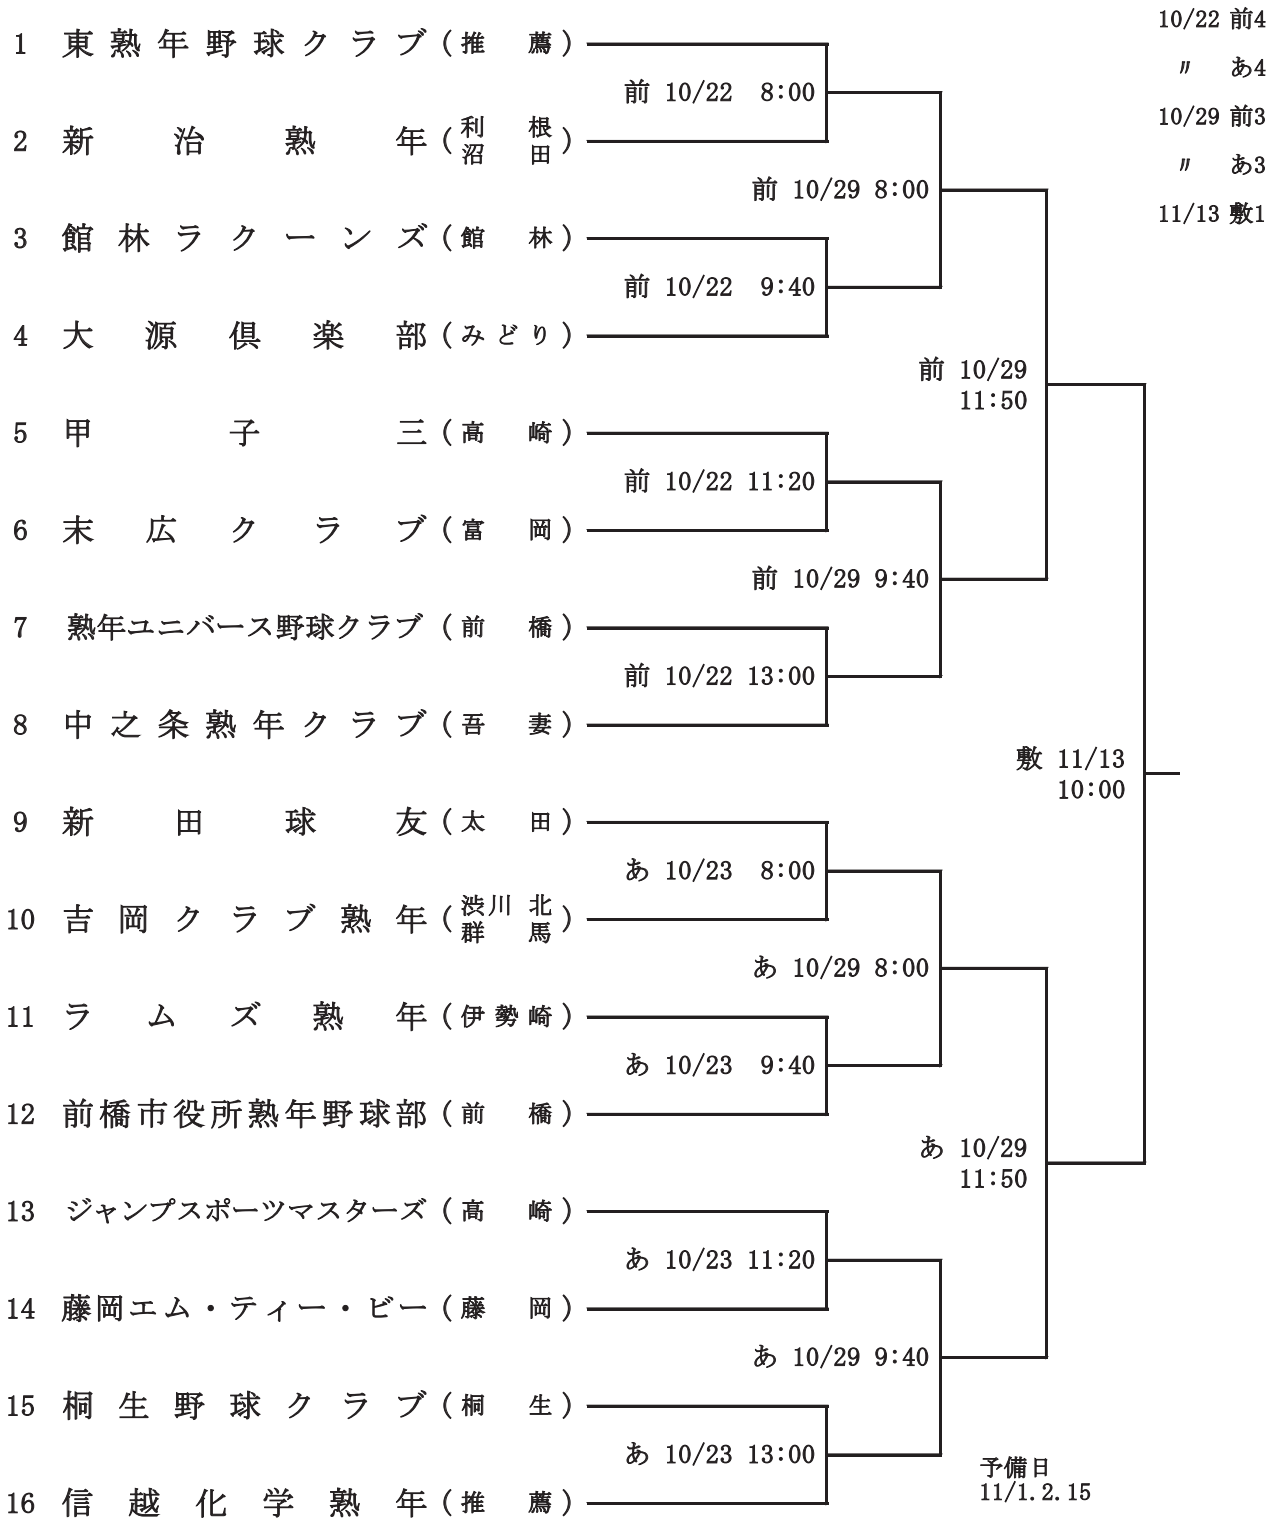 10/22 前4
〃 あ4
10/29 前3
〃 あ3
11/13 敷1
1 東熟年野球クラブ(推薦)
前 10/22 8:00
2 新治熟年(利根沼田)
前 10/29 8:00
3 館林ラクーンズ(館林)
前 10/22 9:40
4 大源倶楽部(みどり)
前 10/29
11:50
5 甲子三(高崎)
前 10/22 11:20
6 末広クラブ(富岡)
前 10/29 9:40
7 熟年ユニバース野球クラブ(前橋)
前 10/22 13:00
8 中之条熟年クラブ(吾妻)
敷 11/13
10:00
9 新田球友(太田)
あ 10/23 8:00
10 吉岡クラブ熟年(渋川北群馬)
あ 10/29 8:00
11 ラムズ熟年(伊勢崎)
あ 10/23 9:40
12 前橋市役所熟年野球部(前橋)
あ 10/29
11:50
13 ジャンプスポーツマスターズ(高崎)
あ 10/23 11:20
14 藤岡エム・ティー・ビー(藤岡)
あ 10/29 9:40
15 桐生野球クラブ(桐生)
あ 10/23 13:00
16 信越化学熟年(推薦)
予備日
11/1.2.15